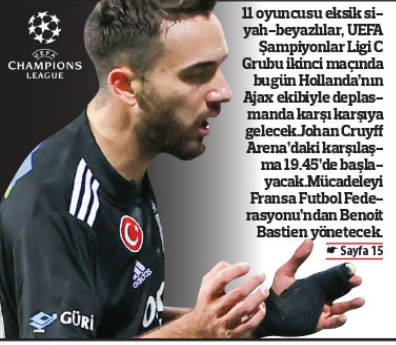 UEFA
CHAMPIONS
LEAGUE
11 oyuncusu eksik si-
yah-beyazlılar, UEFA
Şampiyonlar Ligi C
Grubu ikinci maçında
bugün Hollanda'nın
Ajax ekibiyle deplas-
manda karşı karşıya
gelecek.Johan Cruyff
Arena'daki karşılaş-
ma 19.45'de başla-
yacak.Mücadeleyi
Fransa Futbol Fede-
rasyonu'ndan Benoit
Bastien yönetecek.
Sayfa 15
adidas
GÜRİ